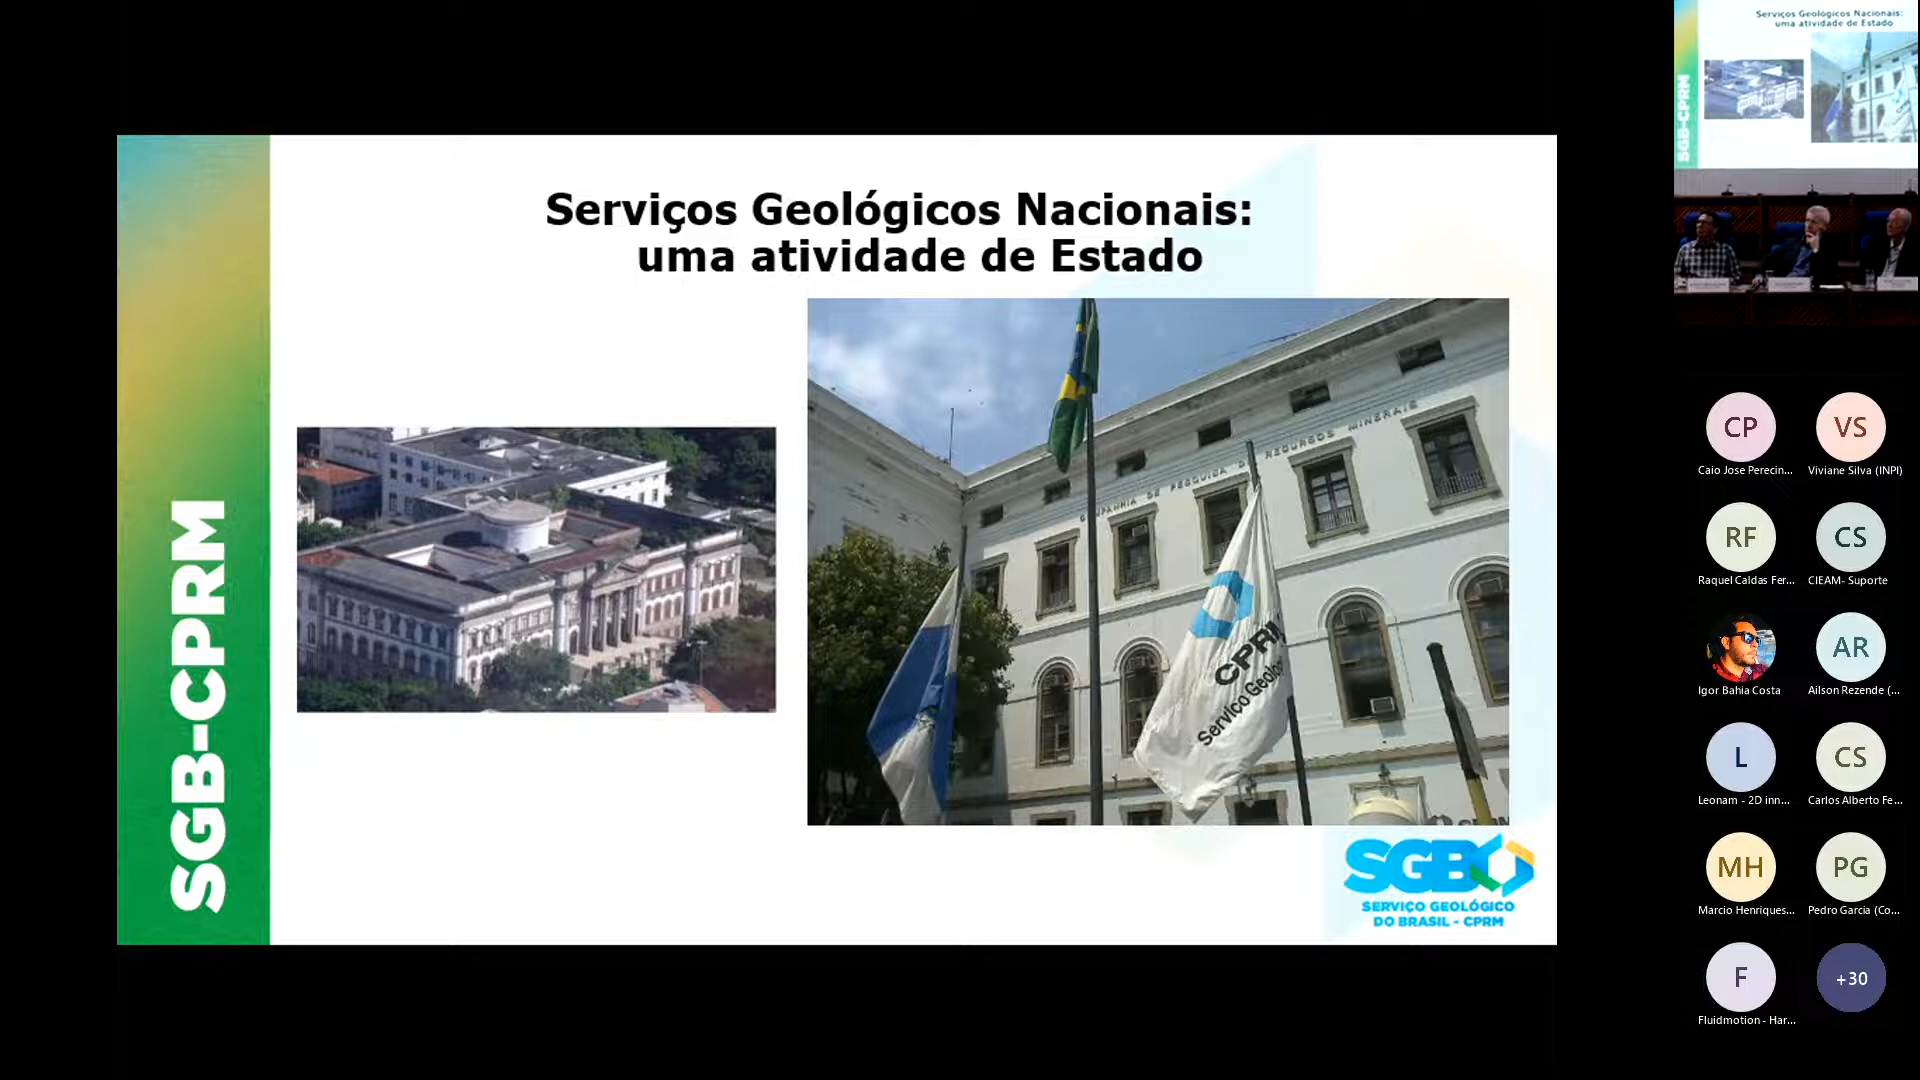 Serviços Geológicos Nacionais:
uma atividade de Estado
SGB-CPRM
COMPANHIA DE PESQUISA DE RECURSOS MINERAIS
CPRM
Serviço Geológ
SGB
SERVIÇO GEOLÓGICO
DO BRASIL - CPRM
Serviços Geológicos Nacionais:
uma atividade de Estado
SGB-CPRM
CP
VS
Caio Jose Perecin...
Viviane Silva (INPI)
RF
CS
Raquel Caldas Fer...
CIEAM- Suporte
AR
Igor Bahia Costa
Ailson Rezende (...
L
CS
Leonam - 2D inn...
Carlos Alberto Fe...
MH
PG
Marcio Henriques...
Pedro Garcia (Co...
F
+30
Fluidmotion - Har...